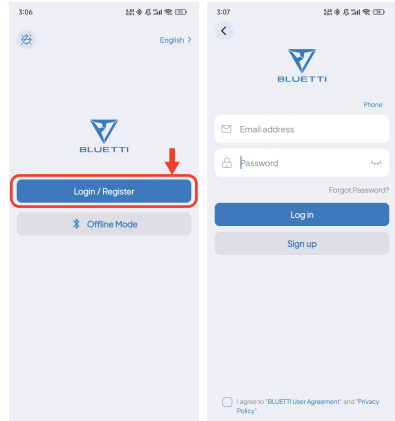 3:06
English >
BLUETTI
Login / Register
Offline Mode
3:07
BLUETTI
Phone
Email address
Password
Forgot Password?
Log in
Sign up
I agree to "BLUETTI User Agreement" and "Privacy
Policy".